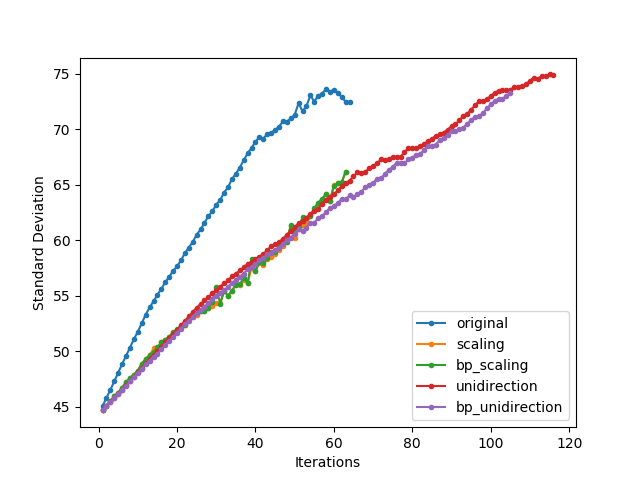 75
70
65
60
55
50
45
Standard Deviation
0 20 40 60 80 100 120
Iterations
original
scaling
bp_scaling
unidirection
bp_unidirection